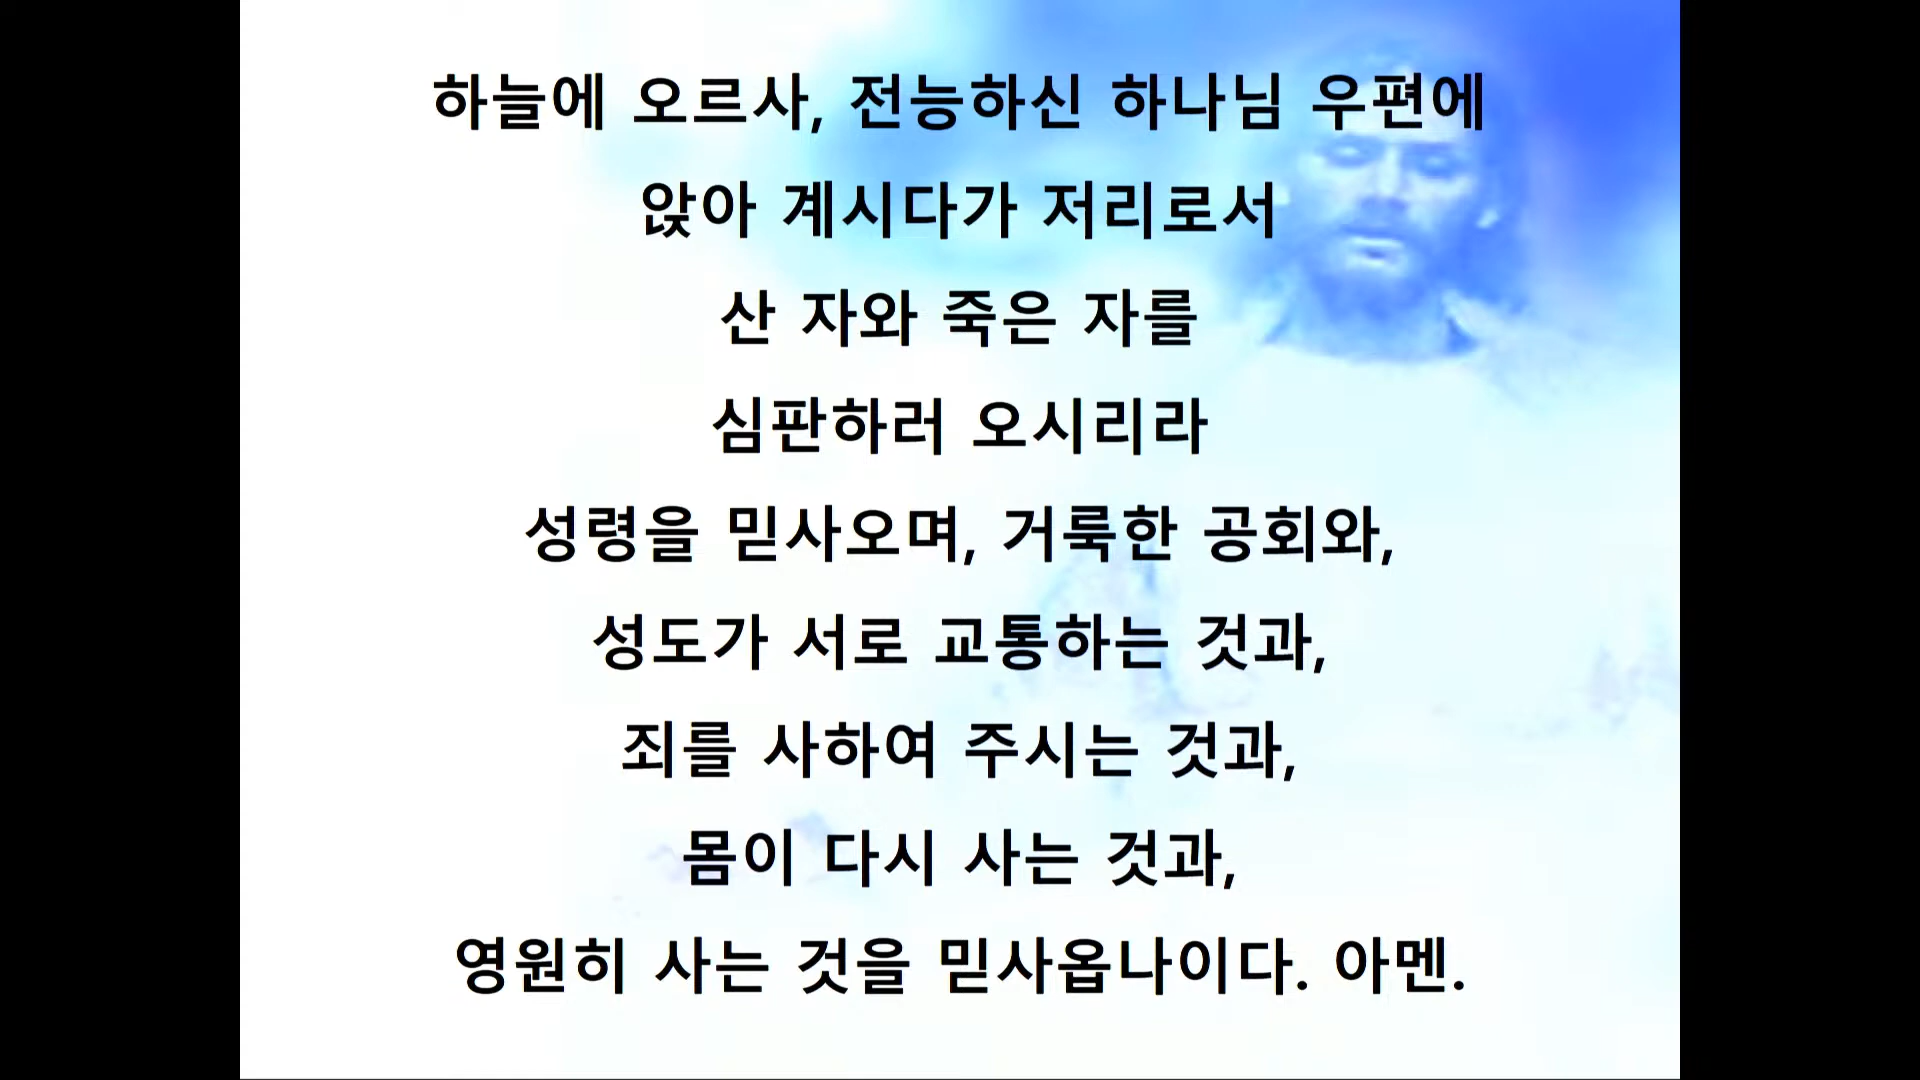 하늘에 오르사, 전능하신 하나님 우편에
앉아 계시다가 저리로서
산 자와 죽은 자를
심판하러 오시리라
성령을 믿사오며, 거룩한 공회와,
성도가 서로 교통하는 것과,
죄를 사하여 주시는 것과,
몸이 다시 사는 것과,
영원히 사는 것을 믿사옵나이다. 아멘.